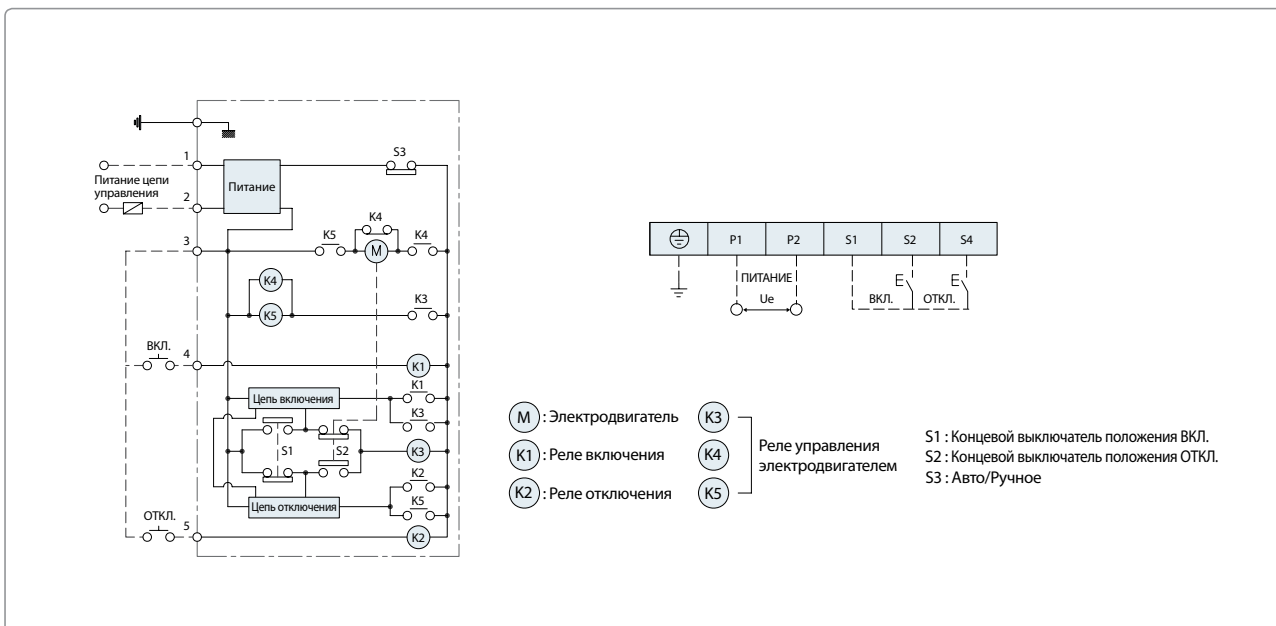 S3
1
Питание цепи
управления
Питание
2
K4
3
K5
M
K4
K4
K3
K5
ВКЛ.
4
K1
K1
Цепь включения
K3
S1
S2
K3
K2
Цепь отключения
K5
ОТКЛ.
5
K2
P1
P2
S1
S2
S4
ПИТАНИЕ
Ue
ВКЛ.
ОТКЛ.
M : Электродвигатель
K1 : Реле включения
K2 : Реле отключения
K3
K4
K5
Реле управления
электродвигателем
S1 : Концевой выключатель положения ВКЛ.
S2 : Концевой выключатель положения ОТКЛ.
S3 : Авто/Ручное